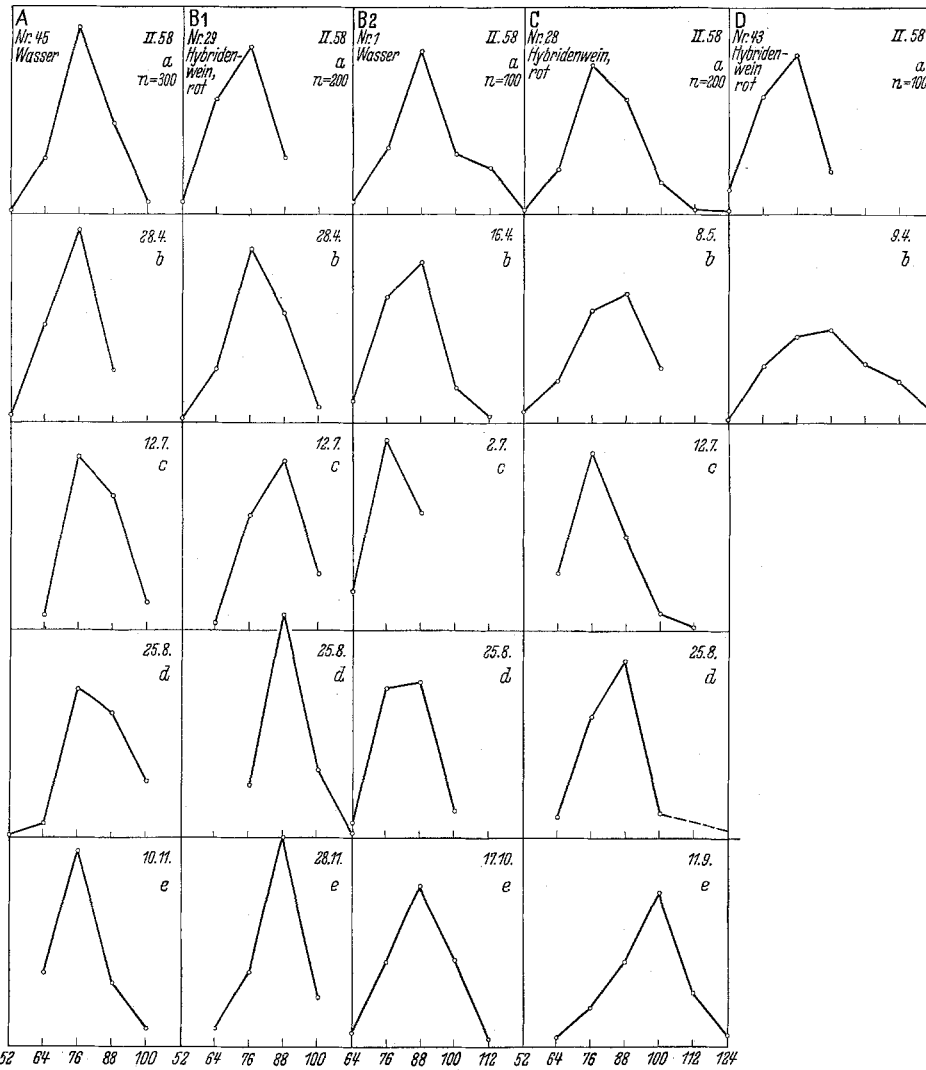 A
Nr. 45
Wasser
II.58
a
n=300
B1
Nr. 29
Hybriden-
wein,
rot
II.58
a
n=200
B2
Nr. 1
Wasser
II.58
a
n=100
C
Nr. 28
Hybridenwein,
rot
II.58
a
n=200
D
Nr. 43
Hybriden-
wein
rot
II.58
a
n=100
28.4.
b
28.4.
b
16.4.
b
8.5.
b
9.4.
b
12.7.
c
12.7.
c
2.7.
c
12.7.
c
25.8.
d
25.8.
d
25.8.
d
25.8.
d
10.11.
e
28.11.
e
17.10.
e
11.9.
e
52 64 76 88 100 52 64 76 88 100 64 76 88 100 112 52 64 76 88 100 112 124